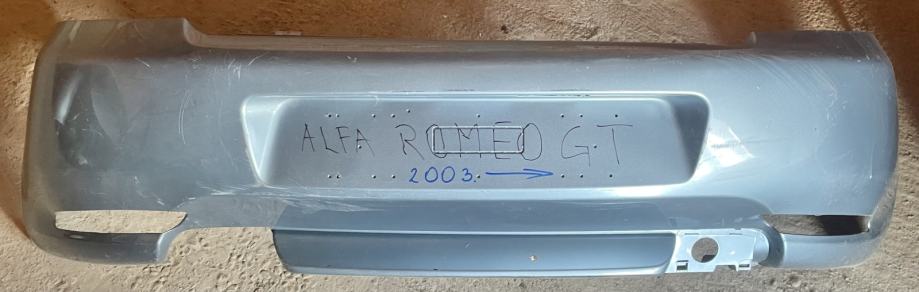 ALFA ROMEO GT
2003. →